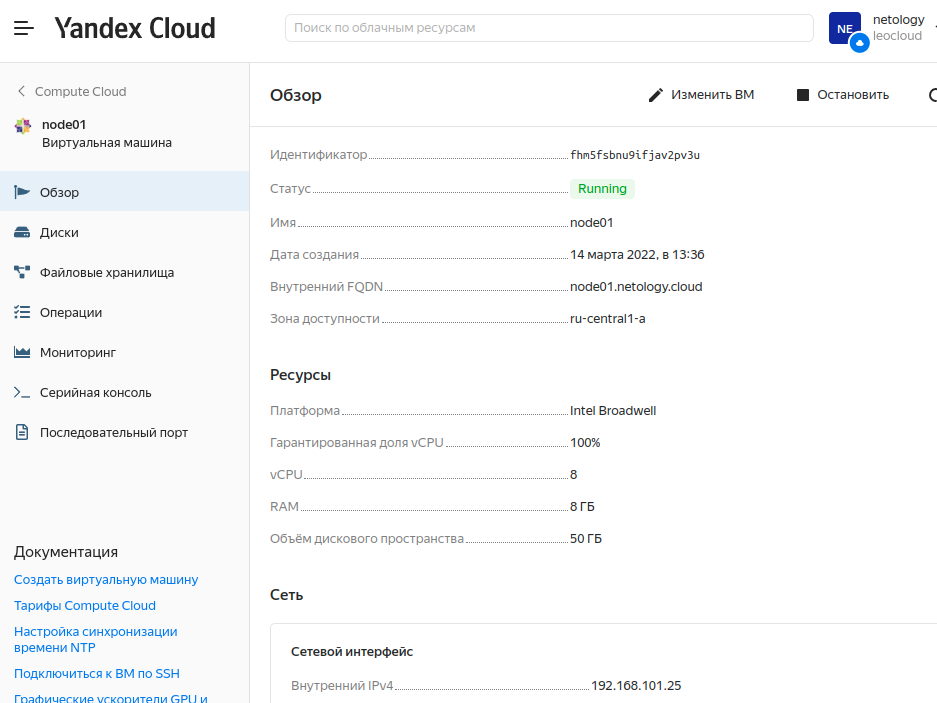 Yandex Cloud
Поиск по облачным ресурсам
NE
netology
leocloud
Compute Cloud
node01
Виртуальная машина
Обзор
Диски
Файловые хранилища
Операции
Мониторинг
Серийная консоль
Последовательный порт
Документация
Создать виртуальную машину
Тарифы Compute Cloud
Настройка синхронизации
времени NTP
Подключиться к ВМ по SSH
Графические ускорители GPU и
Обзор
Изменить ВМ
Остановить
Идентификатор fhm5fsbnu9ifjav2pv3u
Статус Running
Имя node01
Дата создания 14 марта 2022, в 13:36
Внутренний FQDN node01.netology.cloud
Зона доступности ru-central1-a
Ресурсы
Платформа Intel Broadwell
Гарантированная доля vCPU 100%
vCPU 8
RAM 8 ГБ
Объём дискового пространства 50 ГБ
Сеть
Сетевой интерфейс
Внутренний IPv4 192.168.101.25